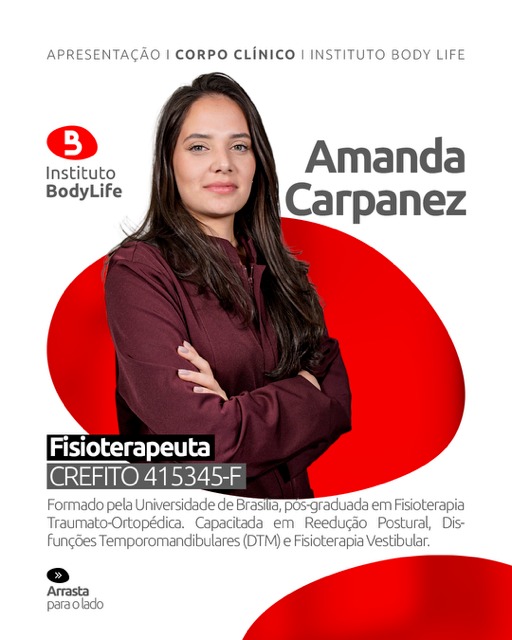 APRESENTAÇÃO I CORPO CLÍNICO I INSTITUTO BODY LIFE
B
Instituto
BodyLife
Amanda
Carpanez
Fisioterapeuta
CREFITO 415345-F
Formado pela Universidade de Brasília, pós-graduada em Fisioterapia
Traumato-Ortopédica. Capacitada em Reedução Postural, Dis-
funções Temporomandibulares (DTM) e Fisioterapia Vestibular.
»
Arrasta
para o lado